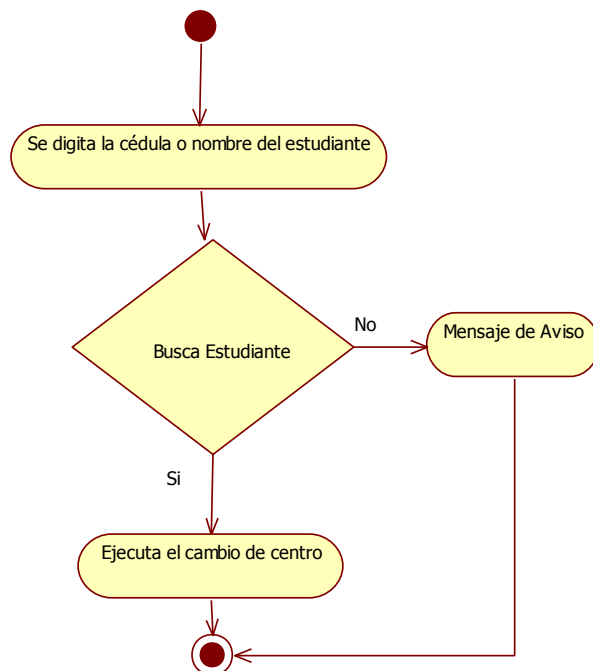 Se digita la cédula o nombre del estudiante
No
Mensaje de Aviso
Busca Estudiante
Si
Ejecuta el cambio de centro